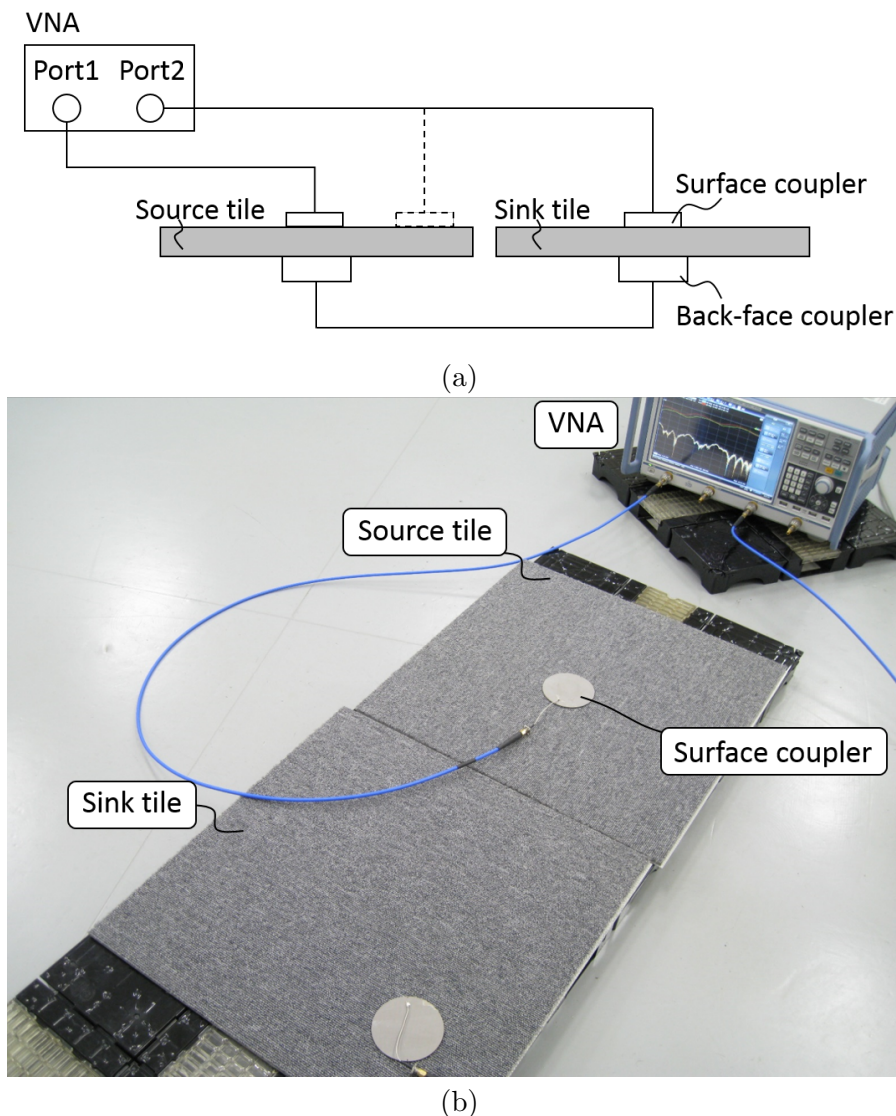 VNA
Port1 Port2
Surface coupler
Source tile
Sink tile
Back-face coupler
(a)
VNA
Source tile
Surface coupler
Sink tile
(b)